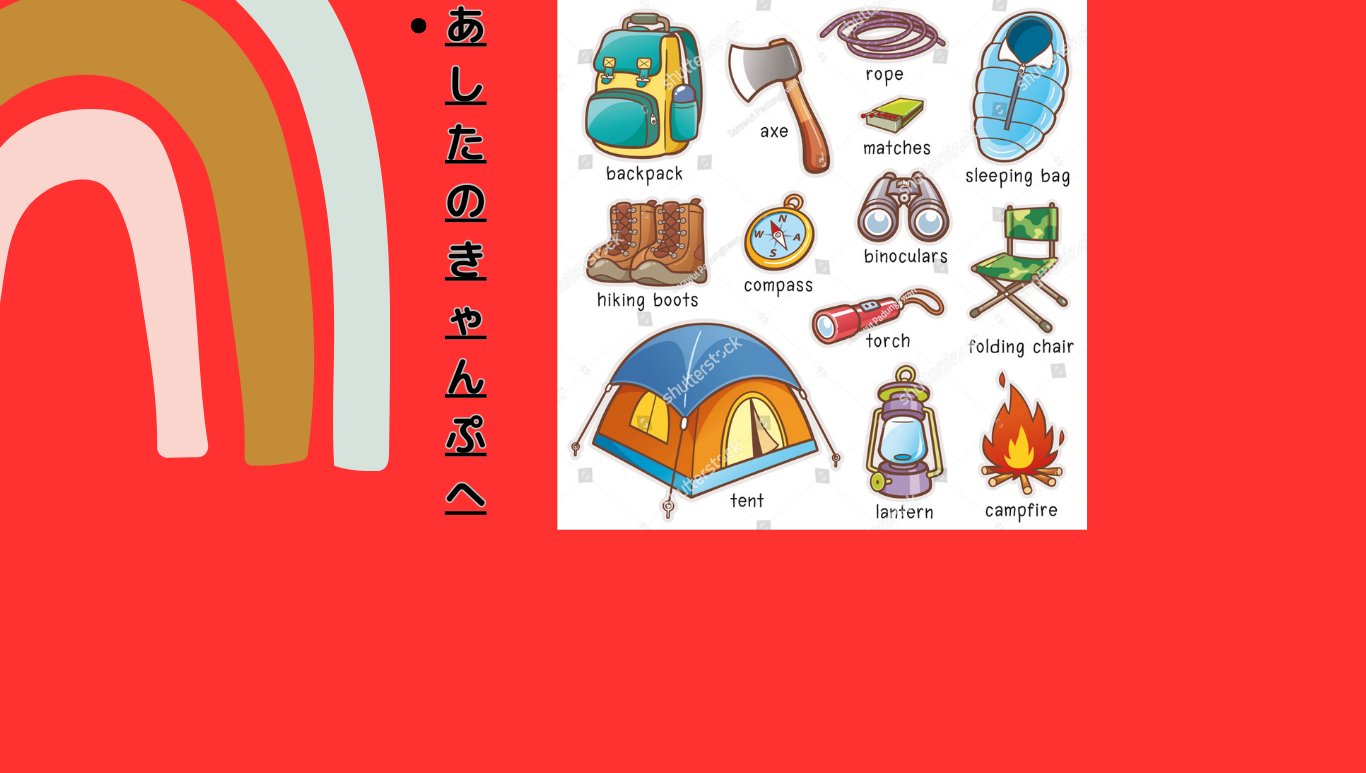 • あしたのきゃんぷへ
backpack
axe
rope
matches
sleeping bag
hiking boots
compass
N
W A
S
binoculars
torch
folding chair
tent
lantern
campfire
shutterstock
shutterstock